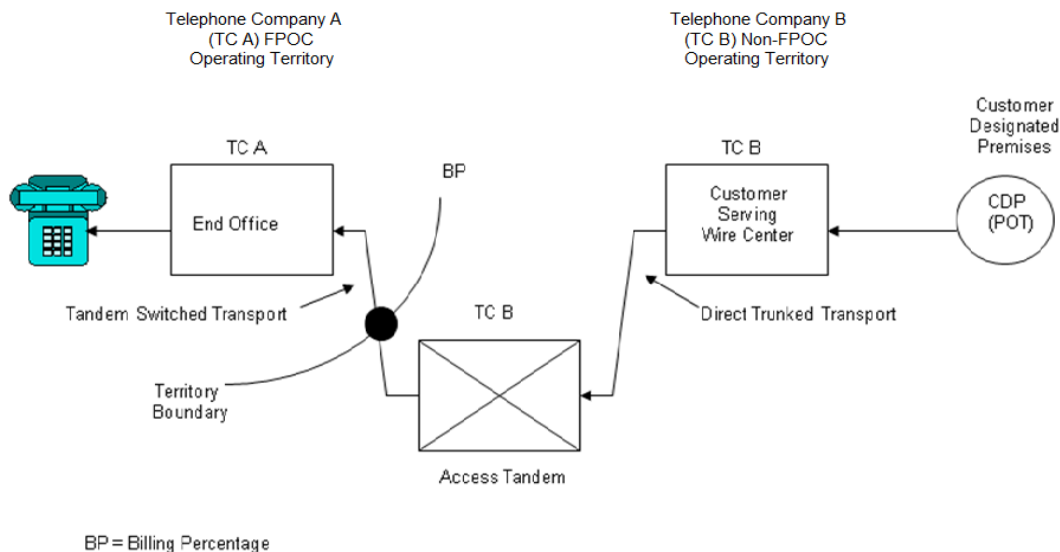 Telephone Company A
(TC A) FPOC
Operating Territory
Telephone Company B
(TC B) Non-FPOC
Operating Territory
Customer
Designated
Premises
TC A
BP
TC B
End Office
Customer
Serving
Wire Center
CDP
(POT)
Tandem Switched Transport
TC B
Direct Trunked Transport
Territory
Boundary
Access Tandem
BP = Billing Percentage